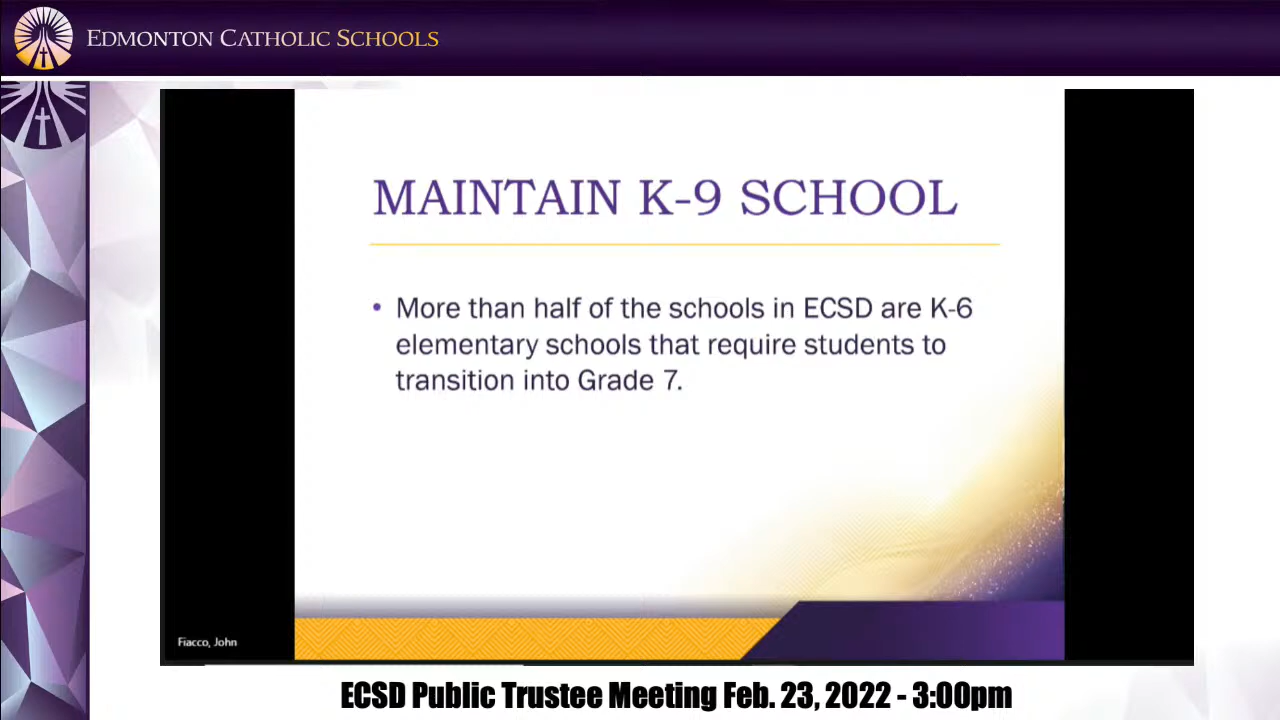 EDMONTON CATHOLIC SCHOOLS
MAINTAIN K-9 SCHOOL
• More than half of the schools in ECSD are K-6
elementary schools that require students to
transition into Grade 7.
Fiacco, John
ECSD Public Trustee Meeting Feb. 23, 2022 - 3:00pm